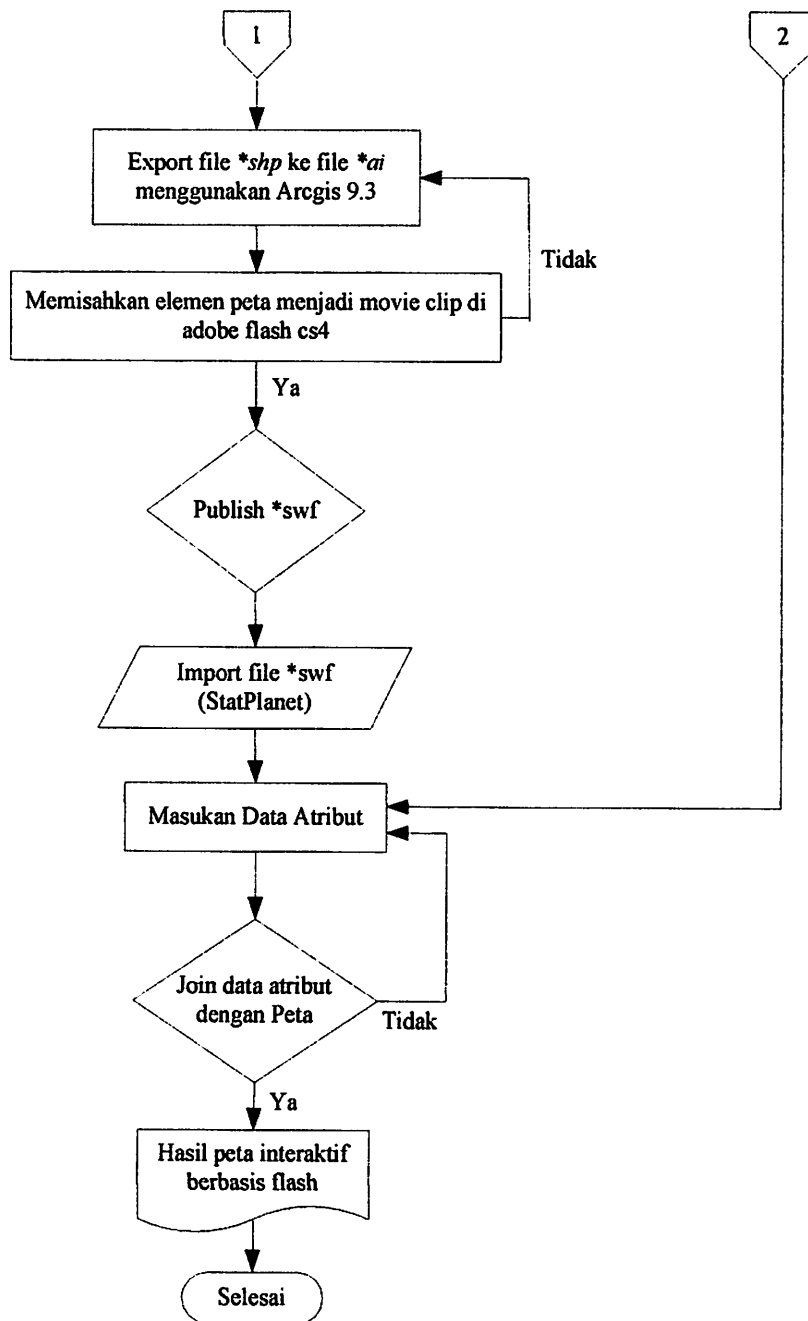 1
2
Export file *shp ke file *ai
menggunakan Arcgis 9.3
Tidak
Memisahkan elemen peta menjadi movie clip di
adobe flash cs4
Ya
Publish *swf
Import file *swf
(StatPlanet)
Masukan Data Atribut
Join data atribut
dengan Peta
Tidak
Ya
Hasil peta interaktif
berbasis flash
Selesai